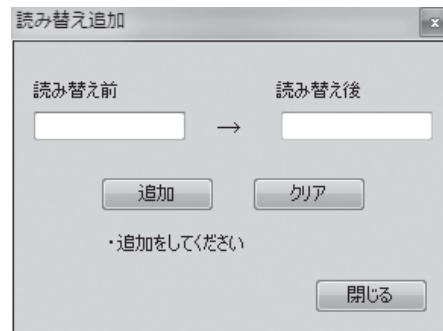 読み替え追加
読み替え前
読み替え後
→
追加
クリア
・追加をしてください
閉じる